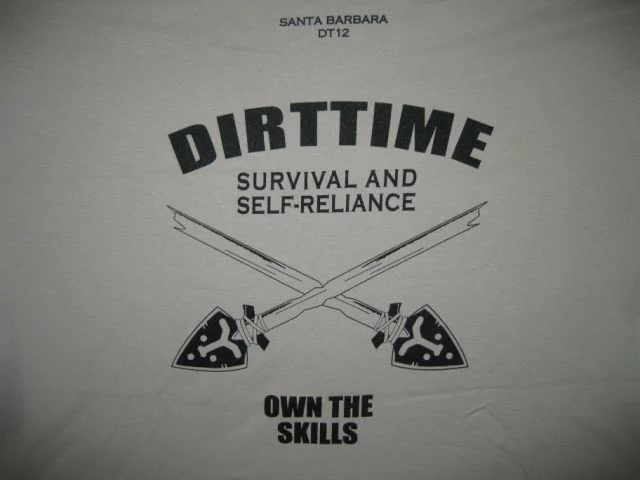 SANTA BARBARA
DT12
DIRTTIME
SURVIVAL AND
SELF-RELIANCE
OWN THE
SKILLS